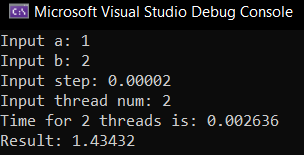 Microsoft Visual Studio Debug Console
Input a: 1
Input b: 2
Input step: 0.00002
Input thread num: 2
Time for 2 threads is: 0.002636
Result: 1.43432